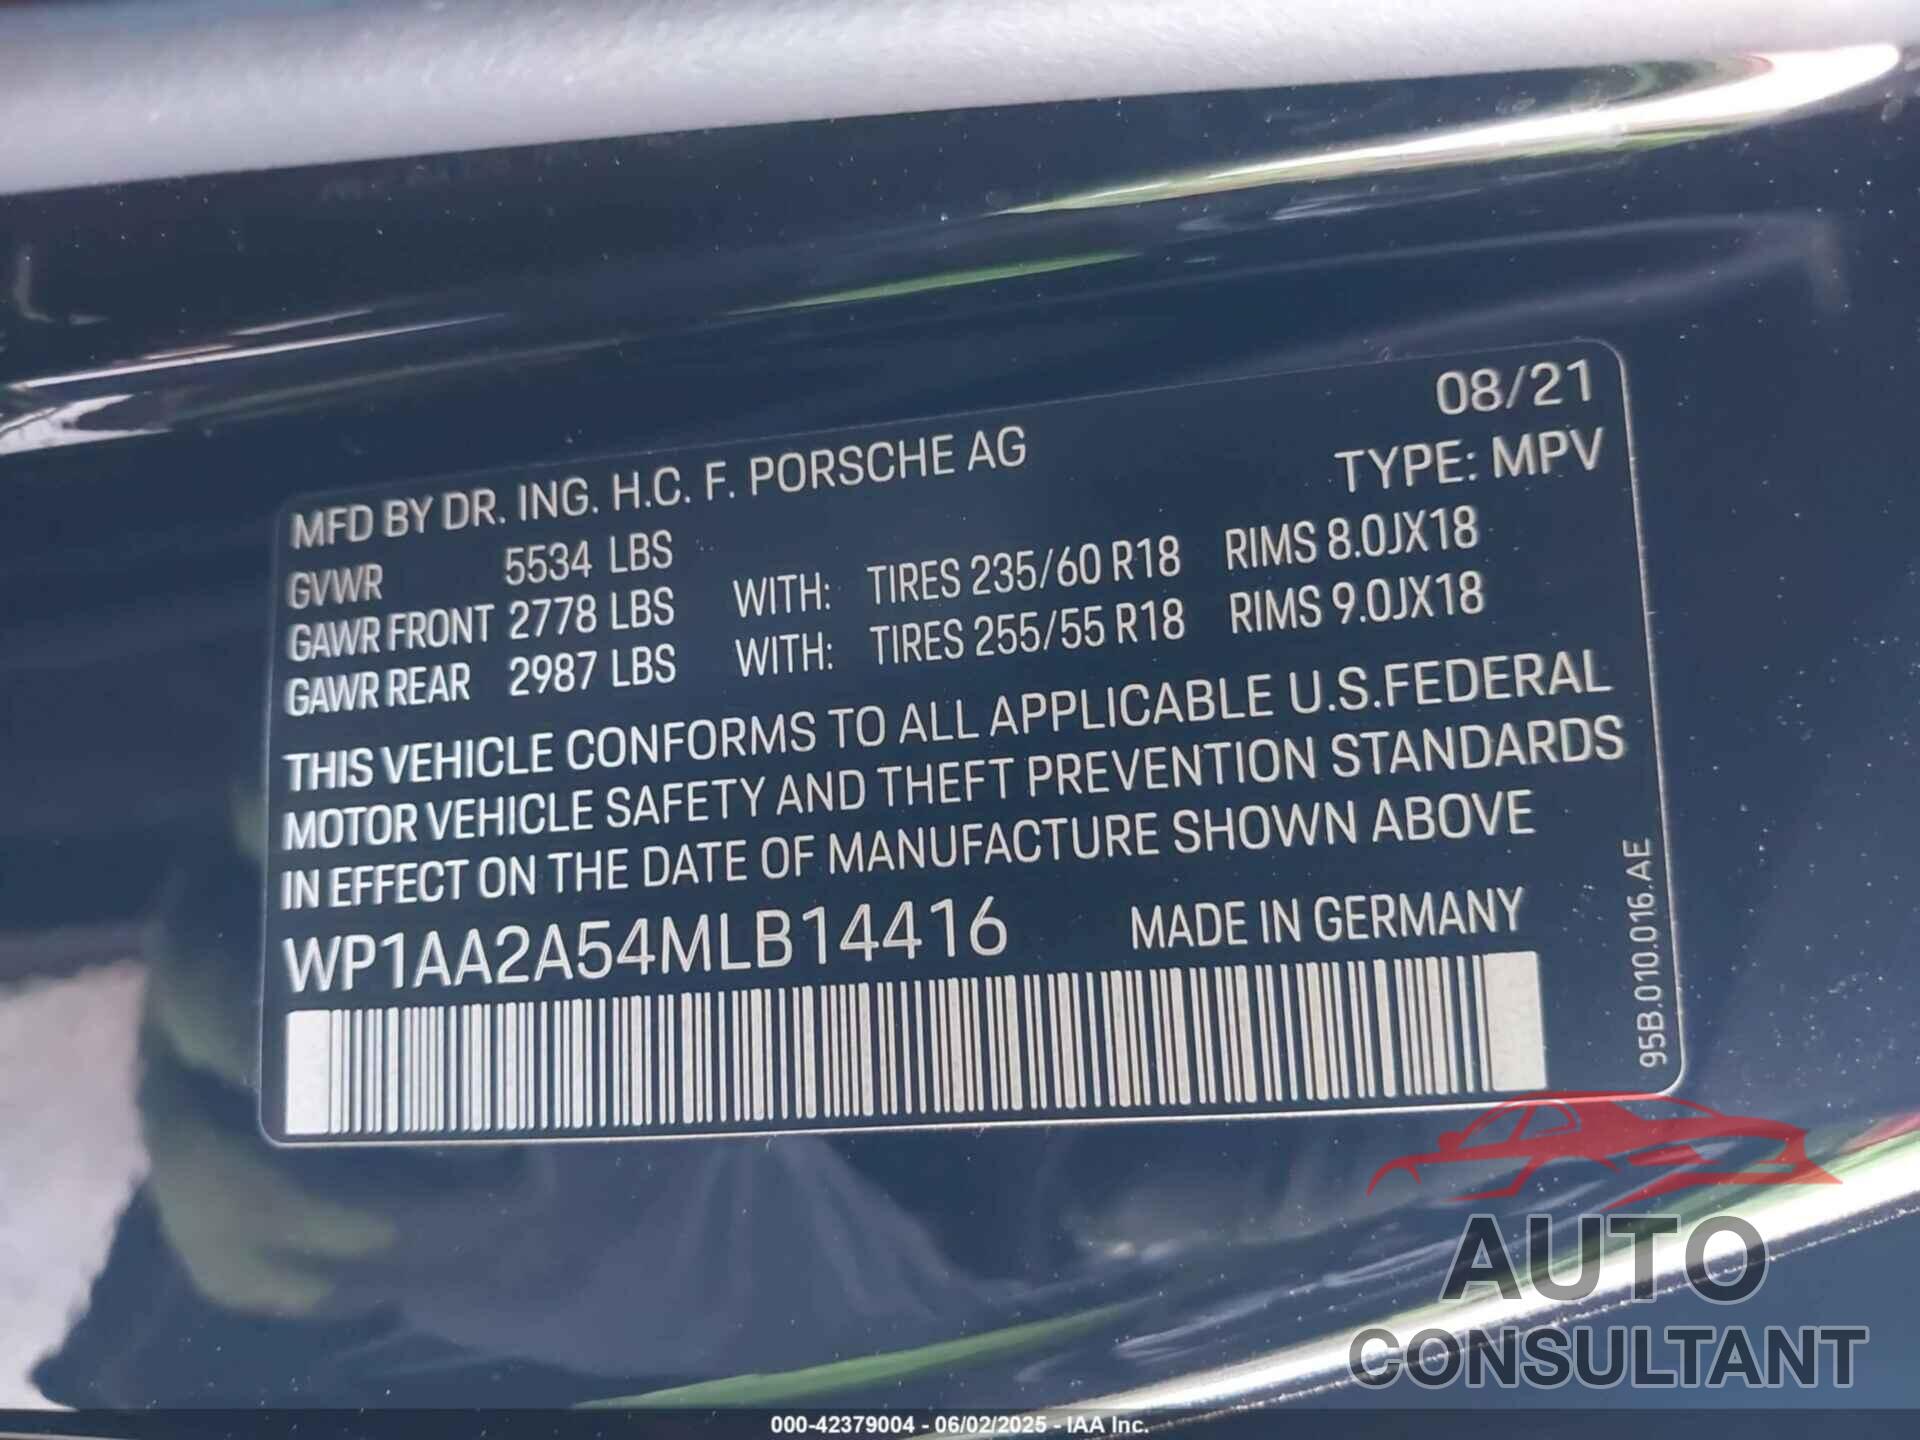 08/21
MFD BY DR. ING. H.C. F. PORSCHE AG
TYPE: MPV
GVWR 5534 LBS
GAWR FRONT 2778 LBS WITH: TIRES 235/60 R18 RIMS 8.0JX18
GAWR REAR 2987 LBS WITH: TIRES 255/55 R18 RIMS 9.0JX18
THIS VEHICLE CONFORMS TO ALL APPLICABLE U.S.FEDERAL
MOTOR VEHICLE SAFETY AND THEFT PREVENTION STANDARDS
IN EFFECT ON THE DATE OF MANUFACTURE SHOWN ABOVE
WP1AA2A54MLB14416 MADE IN GERMANY
95B.010.016.AE
AUTO
CONSULTANT
000-42379004 - 06/02/2025 - IAA Inc.